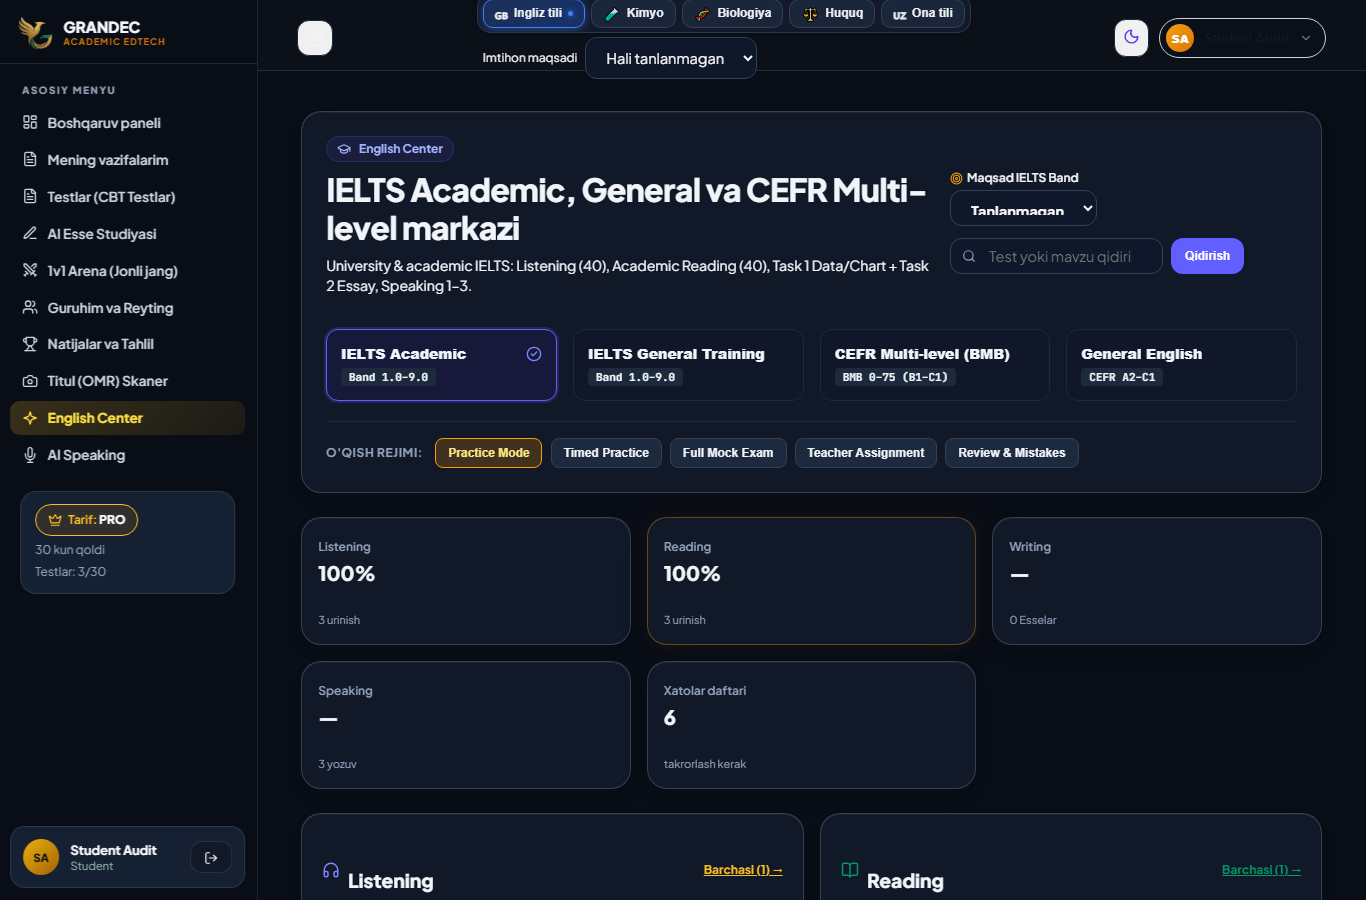 GRANDEC
ACADEMIC EDTECH
GB Ingliz tili
Kimyo
Biologiya
Huquq
UZ Ona tili
Imtihon maqsadi
Hali tanlanmagan
SA
Student Audit
ASOSIY MENYU
Boshqaruv paneli
Mening vazifalarim
Testlar (CBT Testlar)
AI Esse Studiyasi
1v1 Arena (Jonli jang)
Guruhim va Reyting
Natijalar va Tahlil
Titul (OMR) Skaner
English Center
AI Speaking
Tarif: PRO
30 kun qoldi
Testlar: 3/30
SA
Student Audit
Student
English Center
IELTS Academic, General va CEFR Multi-
level markazi
University & academic IELTS: Listening (40), Academic Reading (40), Task 1 Data/Chart + Task
2 Essay, Speaking 1–3.
Maqsad IELTS Band
Tanlanmagan
Test yoki mavzu qidiri
Qidirish
IELTS Academic
Band 1.0–9.0
IELTS General Training
Band 1.0–9.0
CEFR Multi-level (BMB)
BMB 0–75 (B1–C1)
General English
CEFR A2–C1
O'QISH REJIMI:
Practice Mode
Timed Practice
Full Mock Exam
Teacher Assignment
Review & Mistakes
Listening
100%
3 urinish
Reading
100%
3 urinish
Writing
—
0 Esselar
Speaking
—
3 yozuv
Xatolar daftari
6
takrorlash kerak
Listening
Barchasi (1) →
Reading
Barchasi (1) →